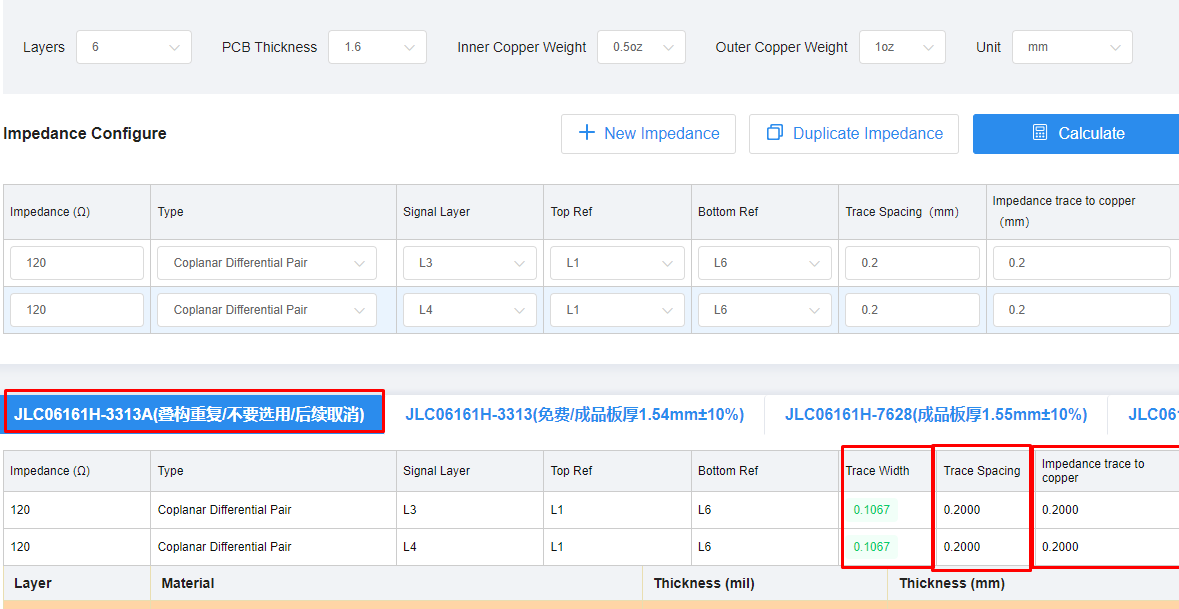 Layers 6 PCB Thickness 1.6 Inner Copper Weight 0.5oz Outer Copper Weight 1oz Unit mm
Impedance Configure New Impedance Duplicate Impedance Calculate
Impedance (Ω) Type Signal Layer Top Ref Bottom Ref Trace Spacing（mm） Impedance trace to copper
（mm）
120 Coplanar Differential Pair L3 L1 L6 0.2 0.2
120 Coplanar Differential Pair L4 L1 L6 0.2 0.2
JLC06161H-3313A(叠构重复/不要选用/后续取消) JLC06161H-3313(免费/成品板厚1.54mm±10%) JLC06161H-7628(成品板厚1.55mm±10%) JLC06
Impedance (Ω) Type Signal Layer Top Ref Bottom Ref Trace Width Trace Spacing Impedance trace to
copper
120 Coplanar Differential Pair L3 L1 L6 0.1067 0.2000 0.2000
120 Coplanar Differential Pair L4 L1 L6 0.1067 0.2000 0.2000
Layer Material Thickness (mil) Thickness (mm)